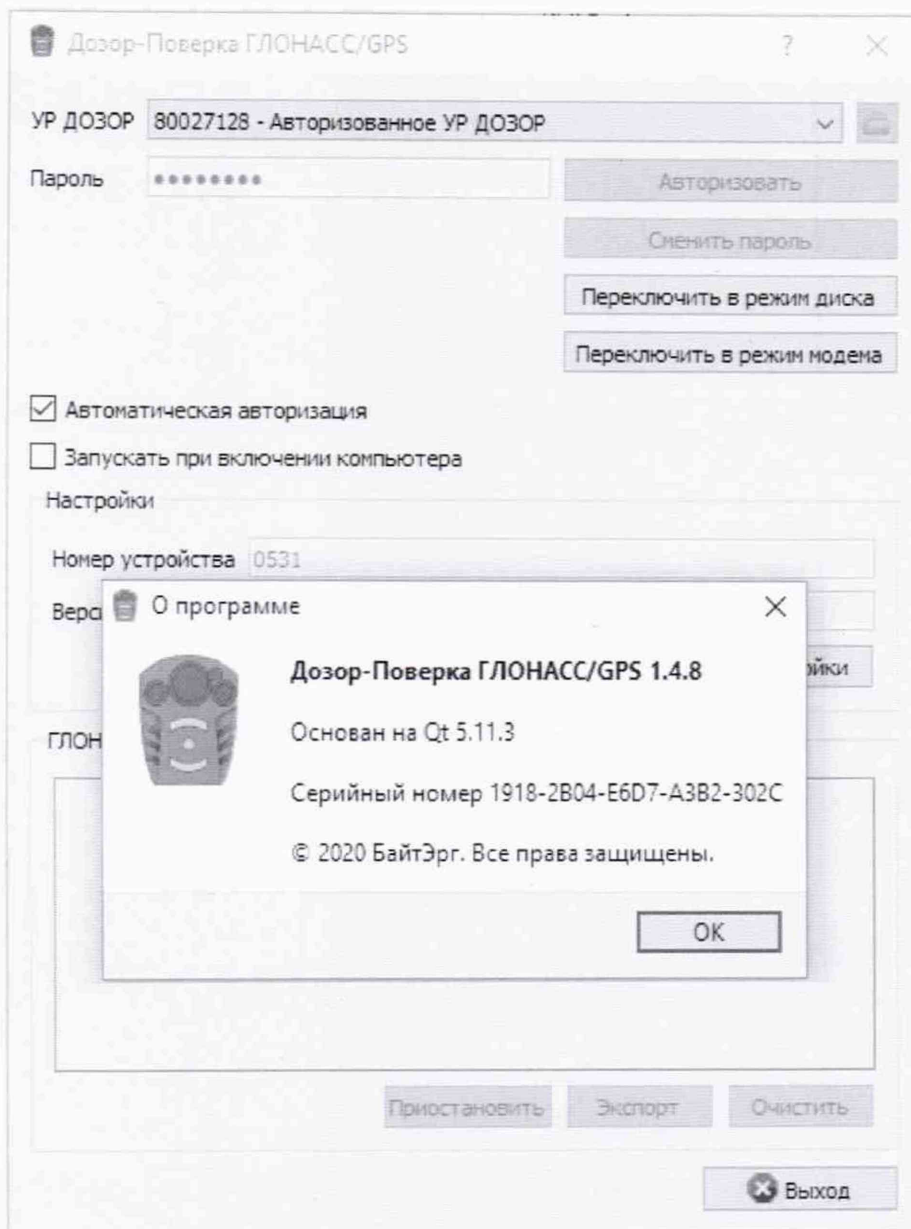 Дозор-Поверка ГЛОНАСС/GPS ?
УР ДОЗОР 80027128 - Авторизованное УР ДОЗОР
Пароль ●●●●●●●● Авторизовать
Сменить пароль
Переключить в режим диска
Переключить в режим модема
Автоматическая авторизация
Запускать при включении компьютера
Настройки
Номер устройства 0531
Верс
О программе
Дозор-Поверка ГЛОНАСС/GPS 1.4.8
ойки
Основан на Qt 5.11.3
ГЛОН
Серийный номер 1918-2B04-E6D7-A3B2-302C
© 2020 БайтЭрг. Все права защищены.
OK
Приостановить Экспорт Очистить
Выход